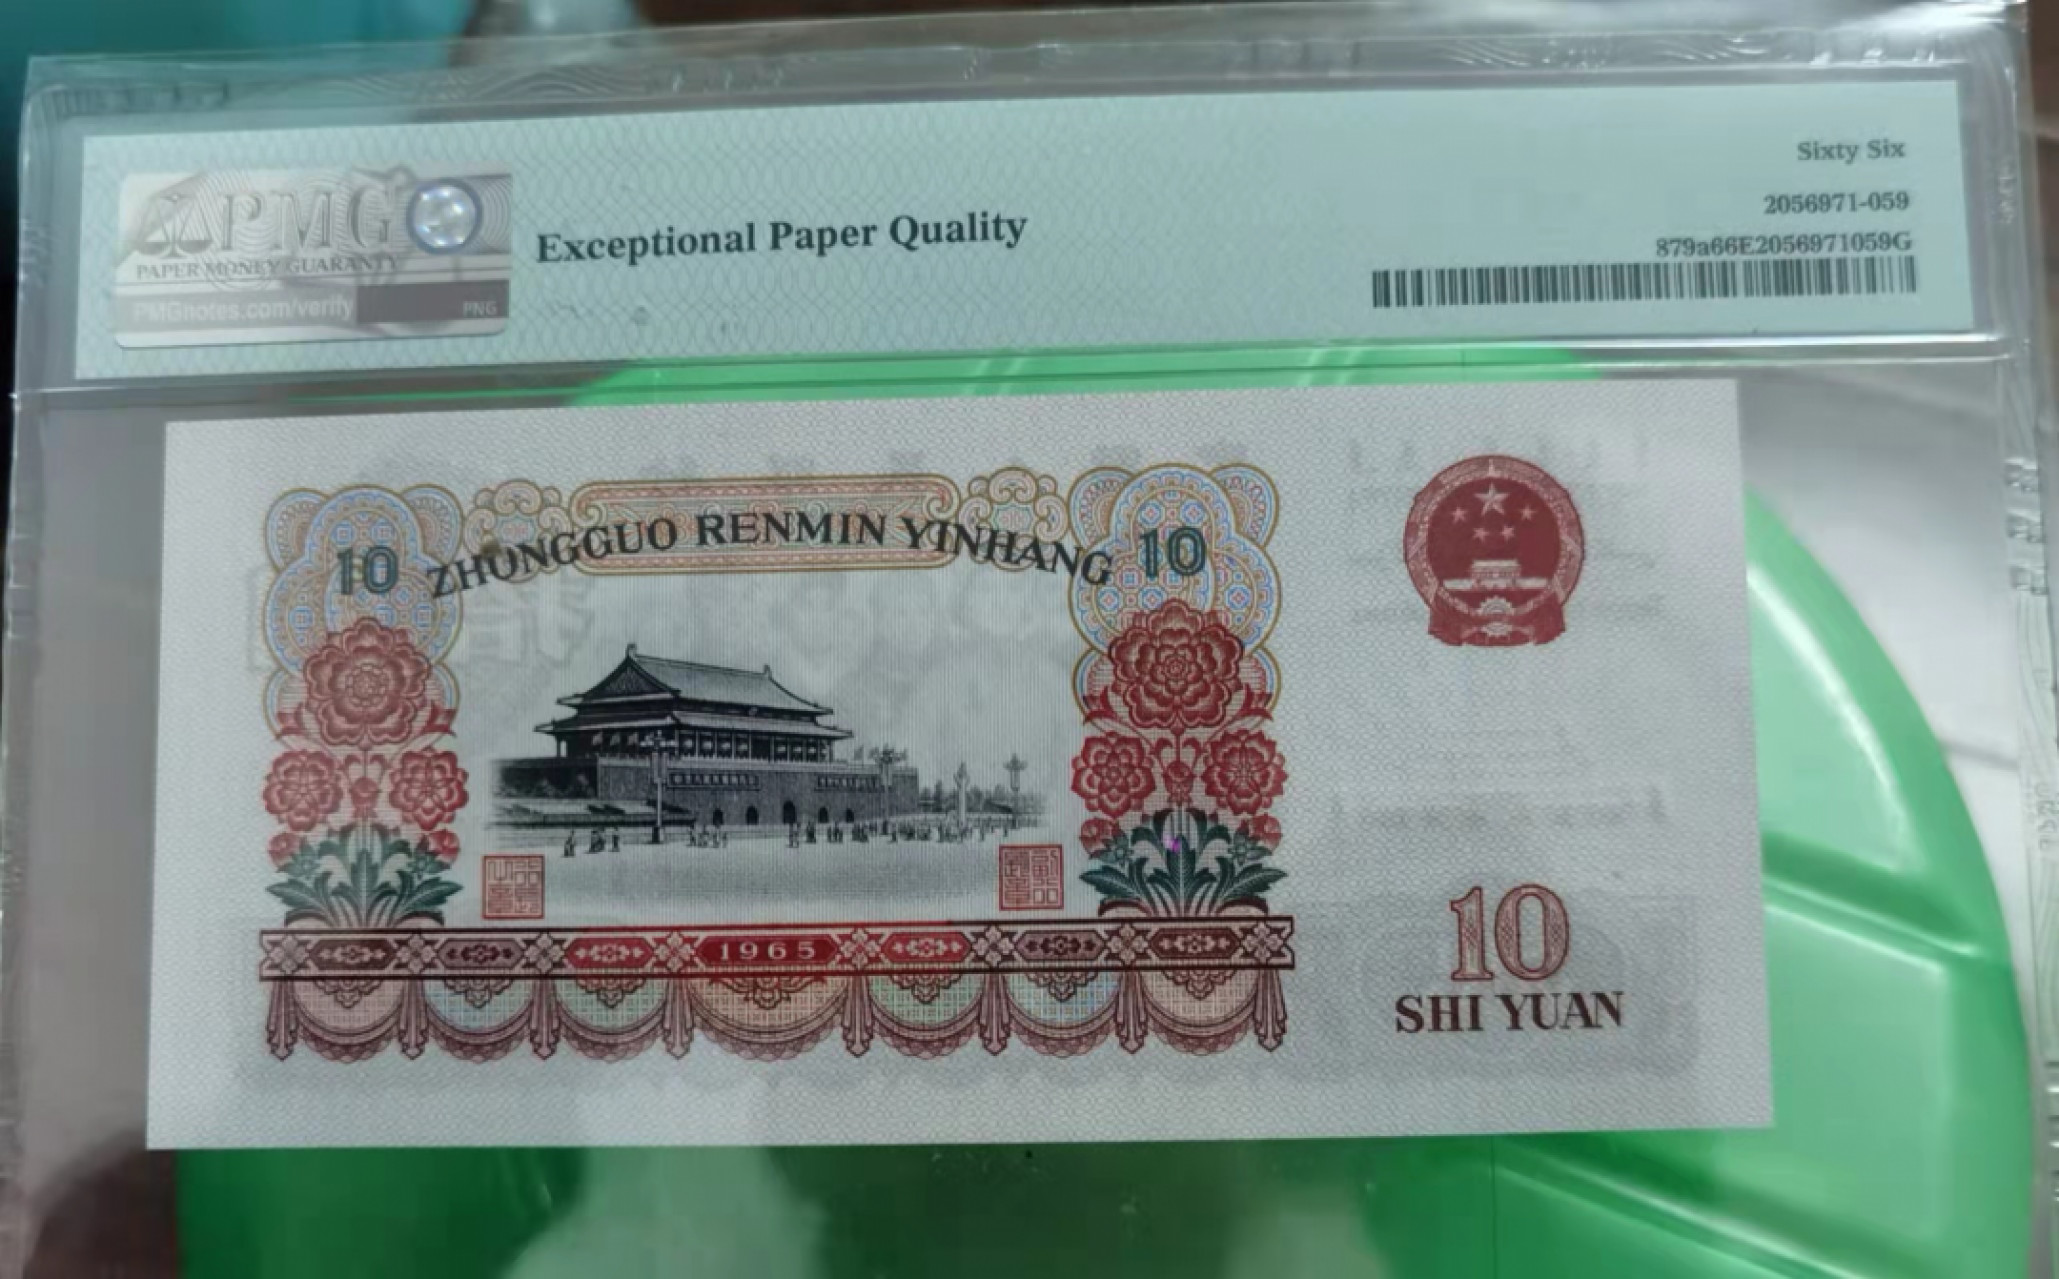 Sixty Six
PMG
PAPER MONEY GUARANTY
PMGnotes.com/verify
PNG
Exceptional Paper Quality
2056971-059
879a66E2056971059G
ZHONGGUO RENMIN YINHANG
10
10
1965
10
SHI YUAN